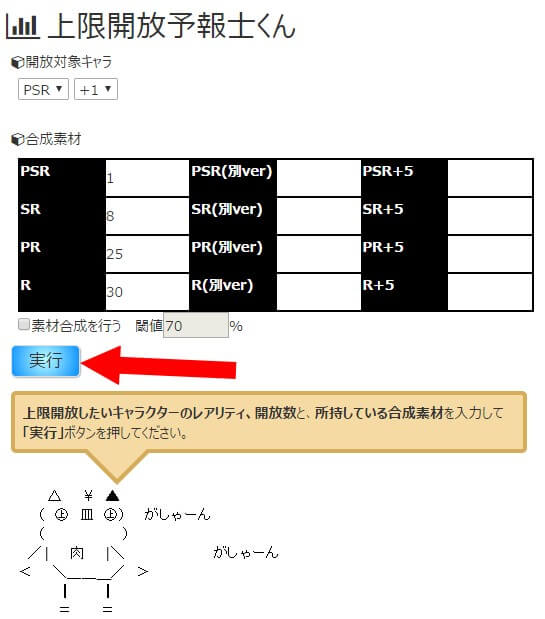 上限開放予報士くん
開放対象キャラ
PSR ▼ +1 ▼
合成素材
PSR 1 PSR(別ver) PSR+5
SR 8 SR(別ver) SR+5
PR 25 PR(別ver) PR+5
R 30 R(別ver) R+5
素材合成を行う 閾値 70 %
実行
上限開放したいキャラクターのレアリティ、開放数と、所持している合成素材を入力して
「実行」ボタンを押してください。
△ ¥ ▲
( ㊤ 皿 ㊤) がしゃーん
( )
／| 肉 |＼ がしゃーん
＜ ＼＿＿／ ＞
┃ ┃
＝ ＝